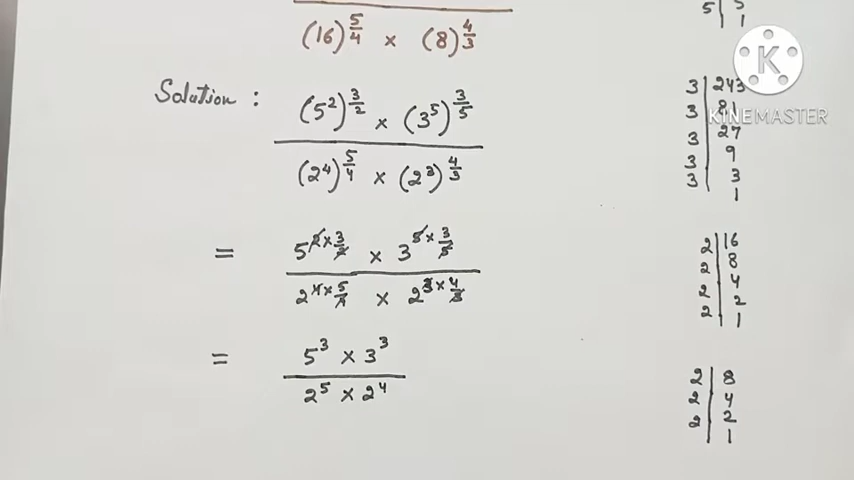 (16)^(5/4) × (8)^(4/3)
Solution :
(5²)^(3/2) × (3⁵)^(3/5)
(2⁴)^(5/4) × (2³)^(4/3)
= 5^(2×3/2) × 3^(5×3/5)
2^(4×5/4) × 2^(3×4/3)
= 5³ × 3³
2⁵ × 2⁴
5 | 5
1
3 | 243
3 | 81
3 | 27
3 | 9
3 | 3
1
2 | 16
2 | 8
2 | 4
2 | 2
1
2 | 8
2 | 4
2 | 2
1
K
KINEMASTER